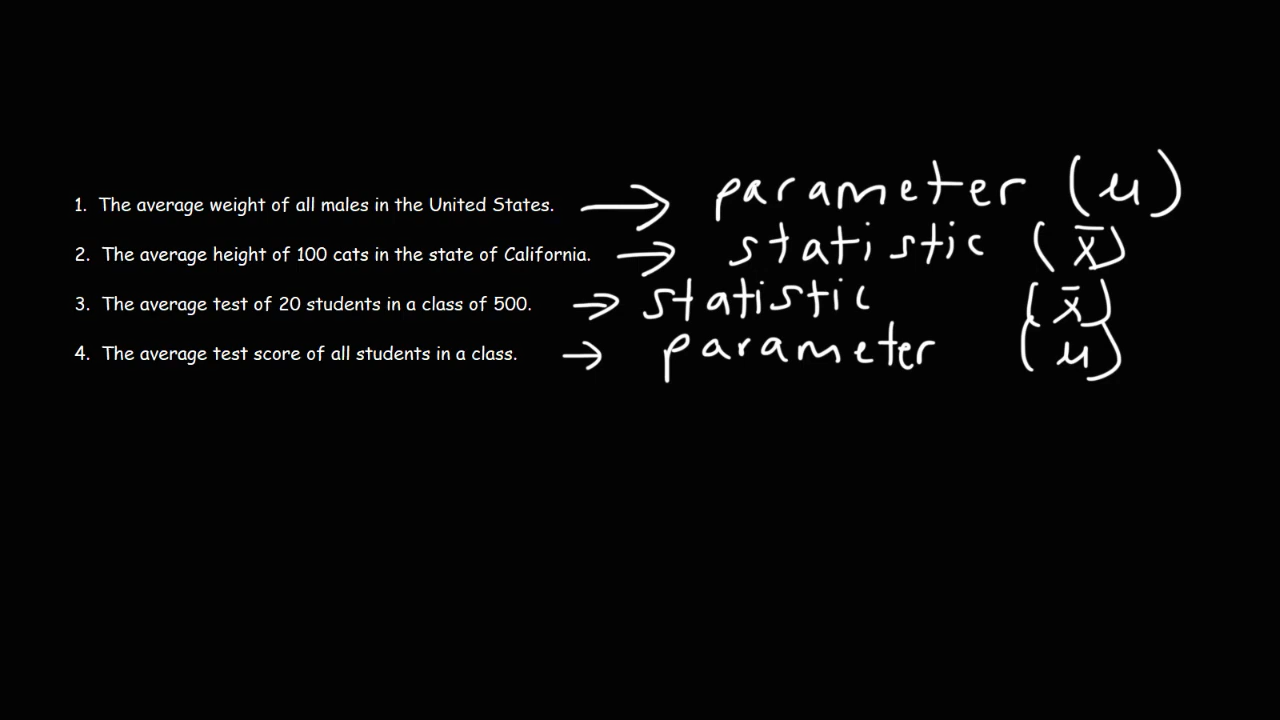 1. The average weight of all males in the United States. → parameter (μ)
2. The average height of 100 cats in the state of California. → statistic (x̄)
3. The average test of 20 students in a class of 500. → statistic (x̄)
4. The average test score of all students in a class. → parameter (μ)